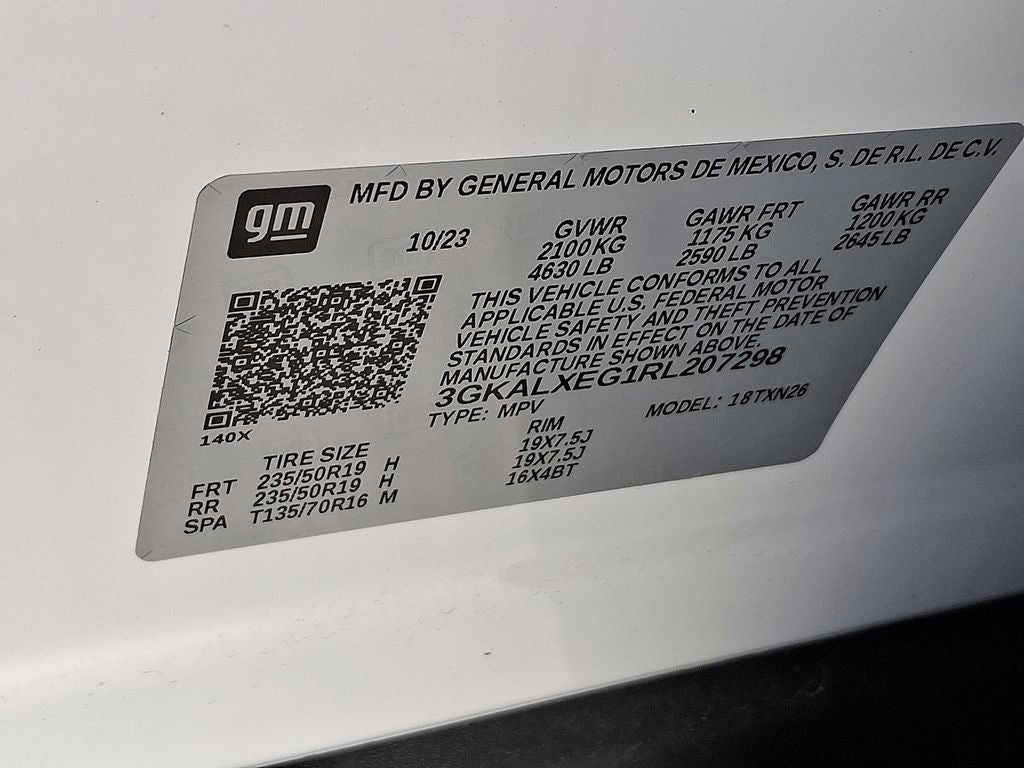 gm
MFD BY GENERAL MOTORS DE MEXICO, S. DE R.L. DE C.V.
10/23
GVWR GAWR FRT GAWR RR
2100 KG 1175 KG 1200 KG
4630 LB 2590 LB 2645 LB
THIS VEHICLE CONFORMS TO ALL
APPLICABLE U.S. FEDERAL MOTOR
VEHICLE SAFETY AND THEFT PREVENTION
STANDARDS IN EFFECT ON THE DATE OF
MANUFACTURE SHOWN ABOVE.
3GKALXEG1RL207298
TYPE: MPV MODEL: 18TXN26
140X
TIRE SIZE RIM
FRT 235/50R19 H 19X7.5J
RR 235/50R19 H 19X7.5J
SPA T135/70R16 M 16X4BT